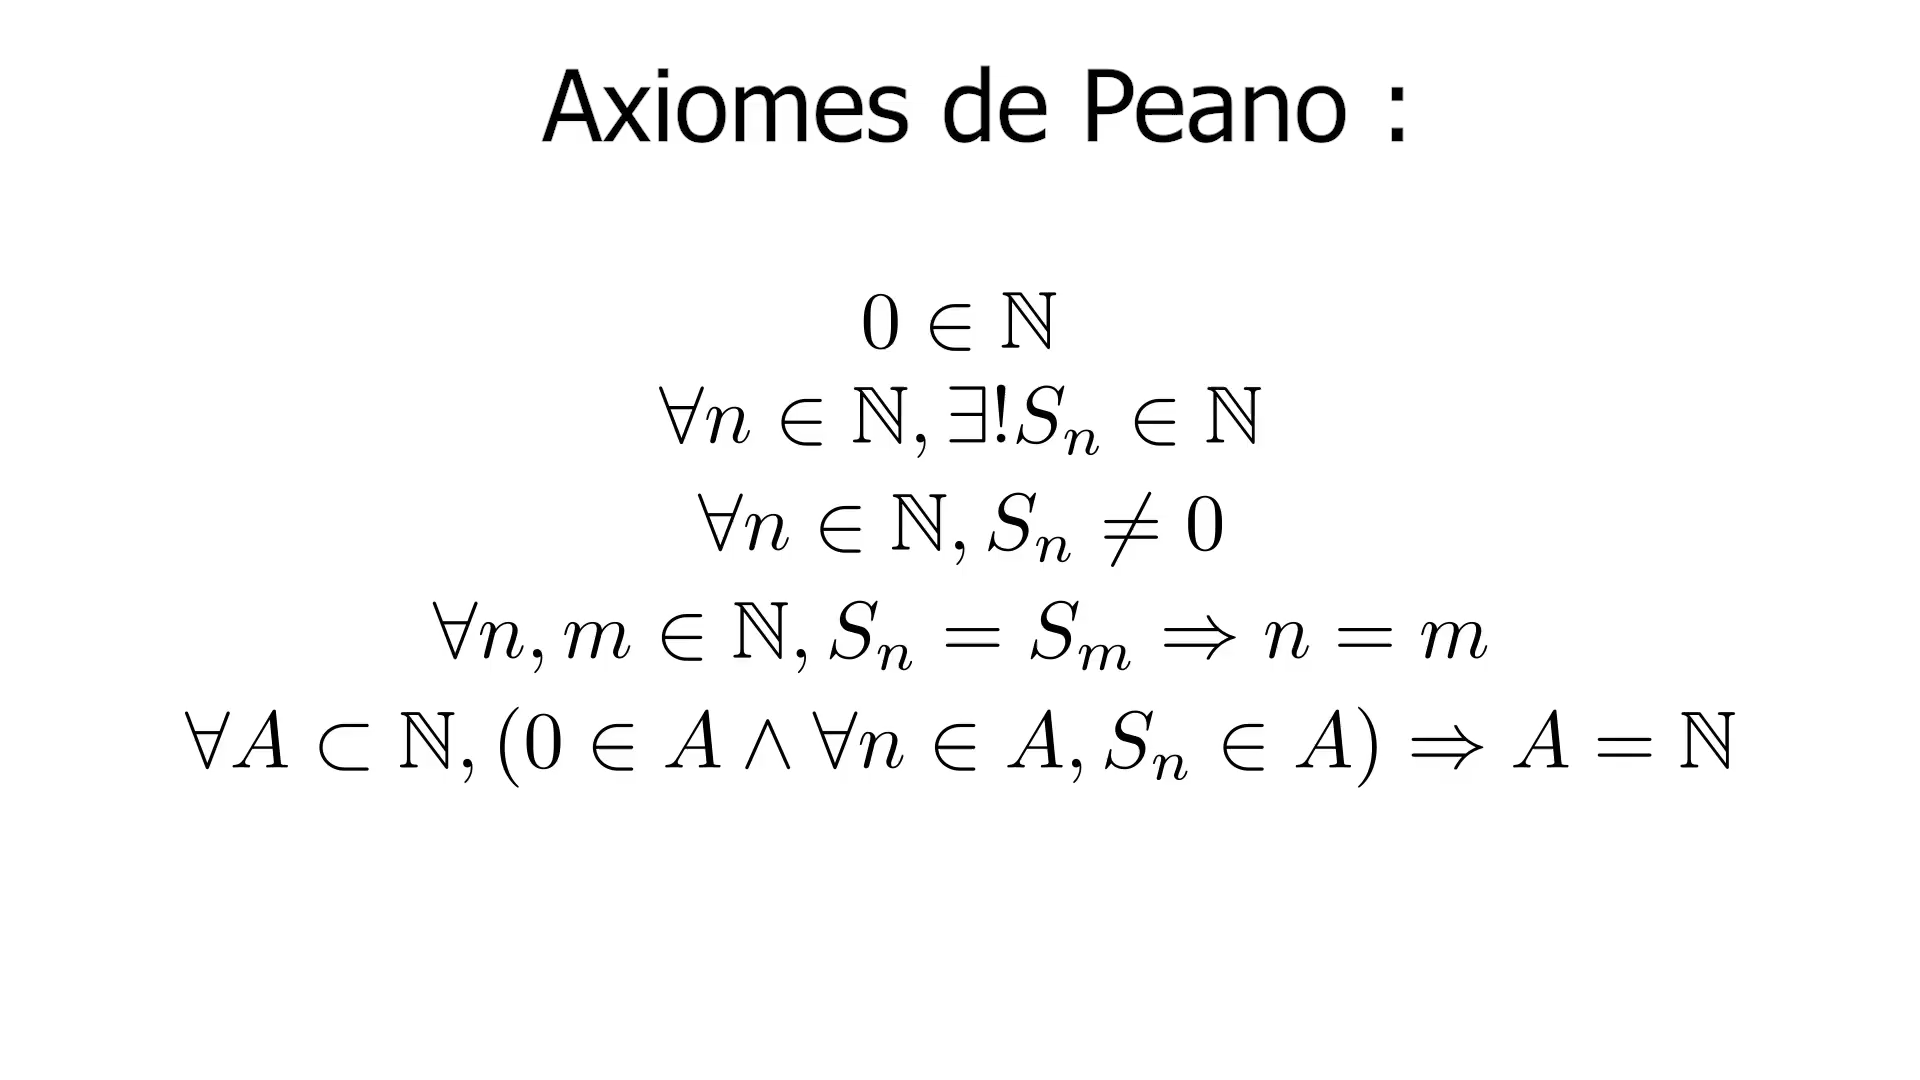 Axiomes de Peano :
0 ∈ ℕ
∀n ∈ ℕ, ∃!Sₙ ∈ ℕ
∀n ∈ ℕ, Sₙ ≠ 0
∀n, m ∈ ℕ, Sₙ = Sₘ ⇒ n = m
∀A ⊂ ℕ, (0 ∈ A ∧ ∀n ∈ A, Sₙ ∈ A) ⇒ A = ℕ